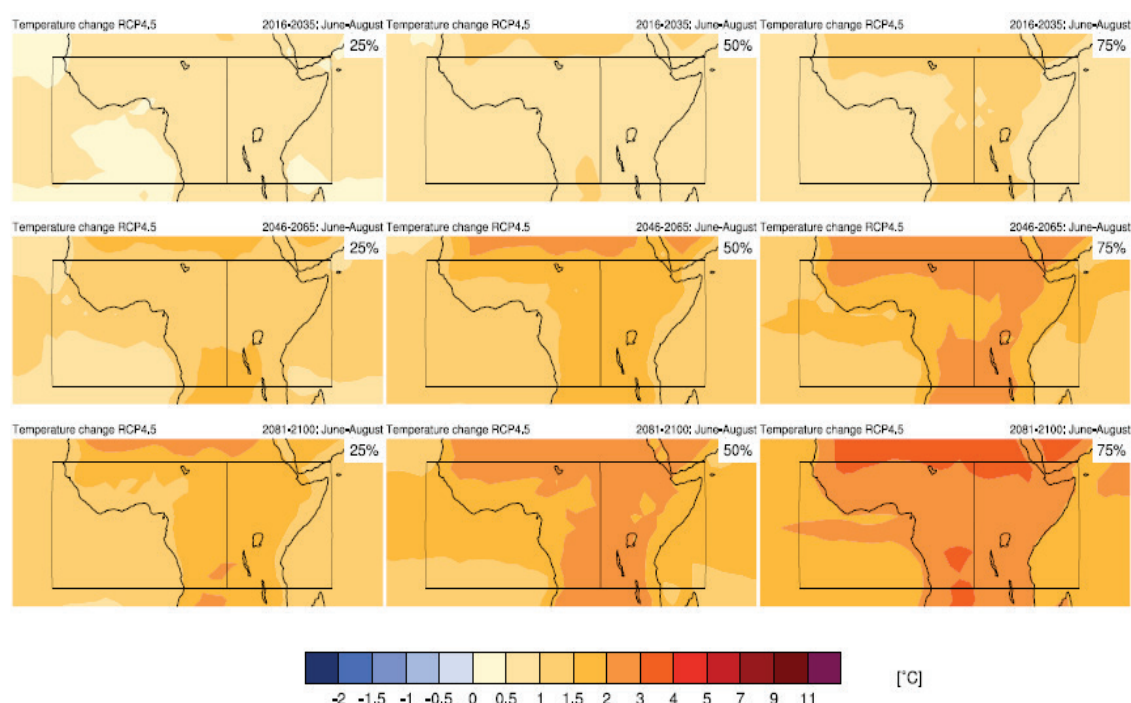 Temperature change RCP4.5 2016-2035: June-August Temperature change RCP4.5 2016-2035: June-August Temperature change RCP4.5 2016-2035: June-August
25% 50% 75%
Temperature change RCP4.5 2046-2065: June-August Temperature change RCP4.5 2046-2065: June-August Temperature change RCP4.5 2046-2065: June-August
25% 50% 75%
Temperature change RCP4.5 2081-2100: June-August Temperature change RCP4.5 2081-2100: June-August Temperature change RCP4.5 2081-2100: June-August
25% 50% 75%
[°C]
-2 -1.5 -1 -0.5 0 0.5 1 1.5 2 3 4 5 7 9 11